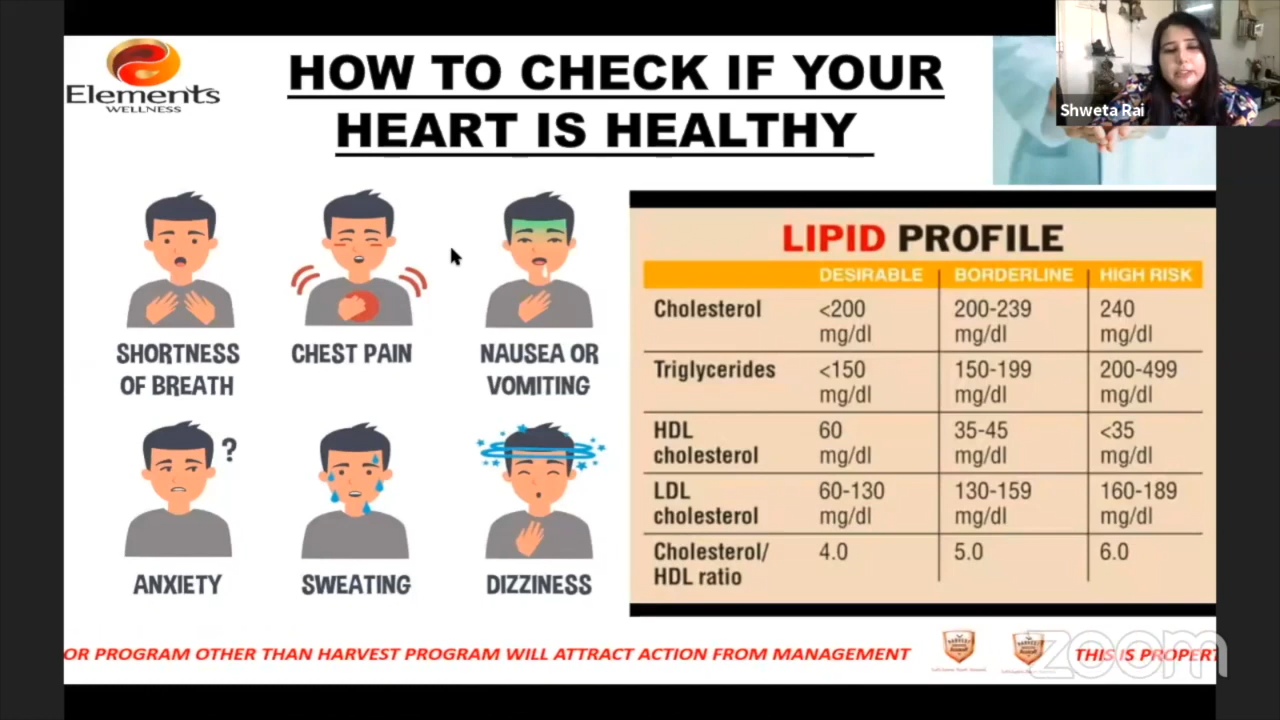 Elements
WELLNESS
HOW TO CHECK IF YOUR
HEART IS HEALTHY
Shweta Rai
SHORTNESS
OF BREATH
CHEST PAIN
NAUSEA OR
VOMITING
ANXIETY
?
SWEATING
DIZZINESS
LIPID PROFILE
DESIRABLE BORDERLINE HIGH RISK
Cholesterol <200 mg/dl 200-239 mg/dl 240 mg/dl
Triglycerides <150 mg/dl 150-199 mg/dl 200-499 mg/dl
HDL cholesterol 60 mg/dl 35-45 mg/dl <35 mg/dl
LDL cholesterol 60-130 mg/dl 130-159 mg/dl 160-189 mg/dl
Cholesterol/ HDL ratio 4.0 5.0 6.0
OR PROGRAM OTHER THAN HARVEST PROGRAM WILL ATTRACT ACTION FROM MANAGEMENT
THIS IS PROPERT
zoom